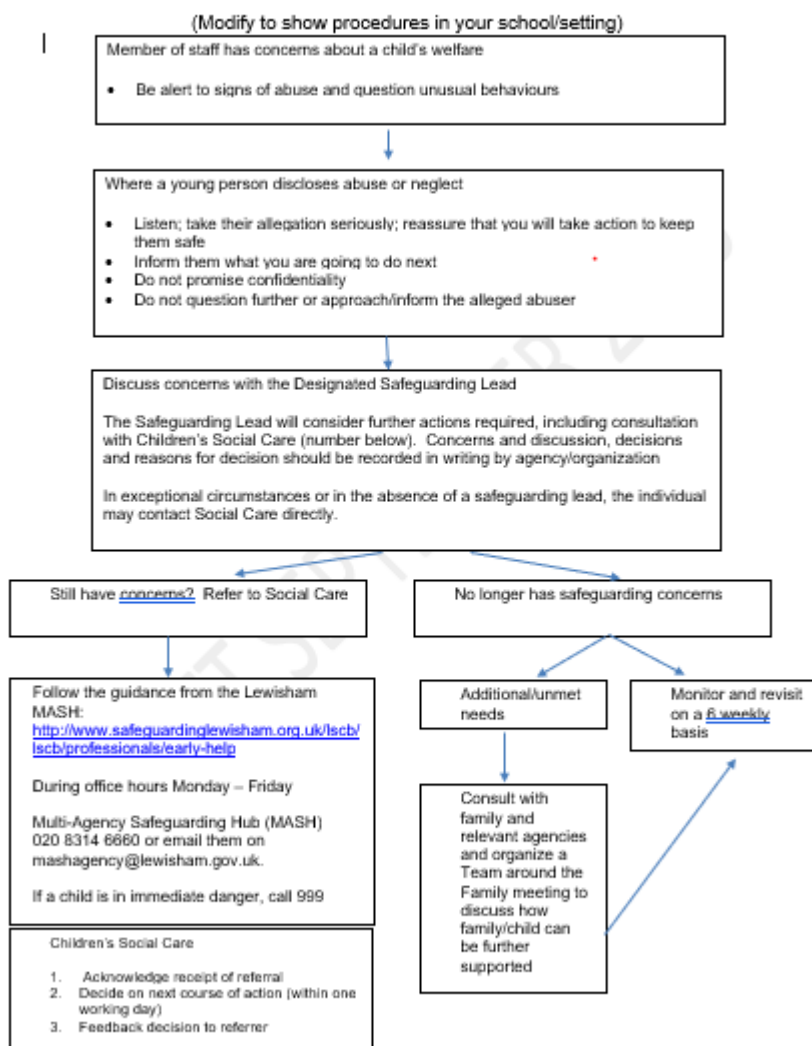 (Modify to show procedures in your school/setting)
Member of staff has concerns about a child's welfare
• Be alert to signs of abuse and question unusual behaviours
Where a young person discloses abuse or neglect
• Listen; take their allegation seriously; reassure that you will take action to keep
them safe
• Inform them what you are going to do next
• Do not promise confidentiality
• Do not question further or approach/inform the alleged abuser
Discuss concerns with the Designated Safeguarding Lead
The Safeguarding Lead will consider further actions required, including consultation
with Children's Social Care (number below). Concerns and discussion, decisions
and reasons for decision should be recorded in writing by agency/organization
In exceptional circumstances or in the absence of a safeguarding lead, the individual
may contact Social Care directly.
Still have concerns? Refer to Social Care
No longer has safeguarding concerns
Follow the guidance from the Lewisham
MASH:
http://www.safeguardinglewisham.org.uk/lscb/
lscb/professionals/early-help
During office hours Monday – Friday
Multi-Agency Safeguarding Hub (MASH)
020 8314 6660 or email them on
mashagency@lewisham.gov.uk.
If a child is in immediate danger, call 999
Additional/unmet
needs
Monitor and revisit
on a 6 weekly
basis
Consult with
family and
relevant agencies
and organize a
Team around the
Family meeting to
discuss how
family/child can
be further
supported
Children's Social Care
1. Acknowledge receipt of referral
2. Decide on next course of action (within one
working day)
3. Feedback decision to referrer